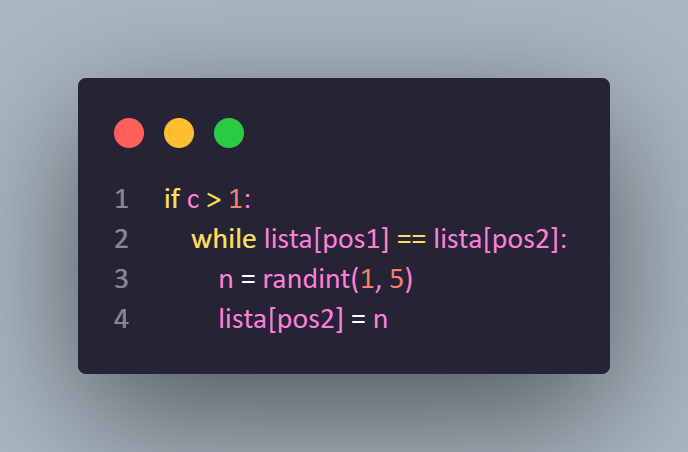 1 if c > 1:
2     while lista[pos1] == lista[pos2]:
3         n = randint(1, 5)
4         lista[pos2] = n